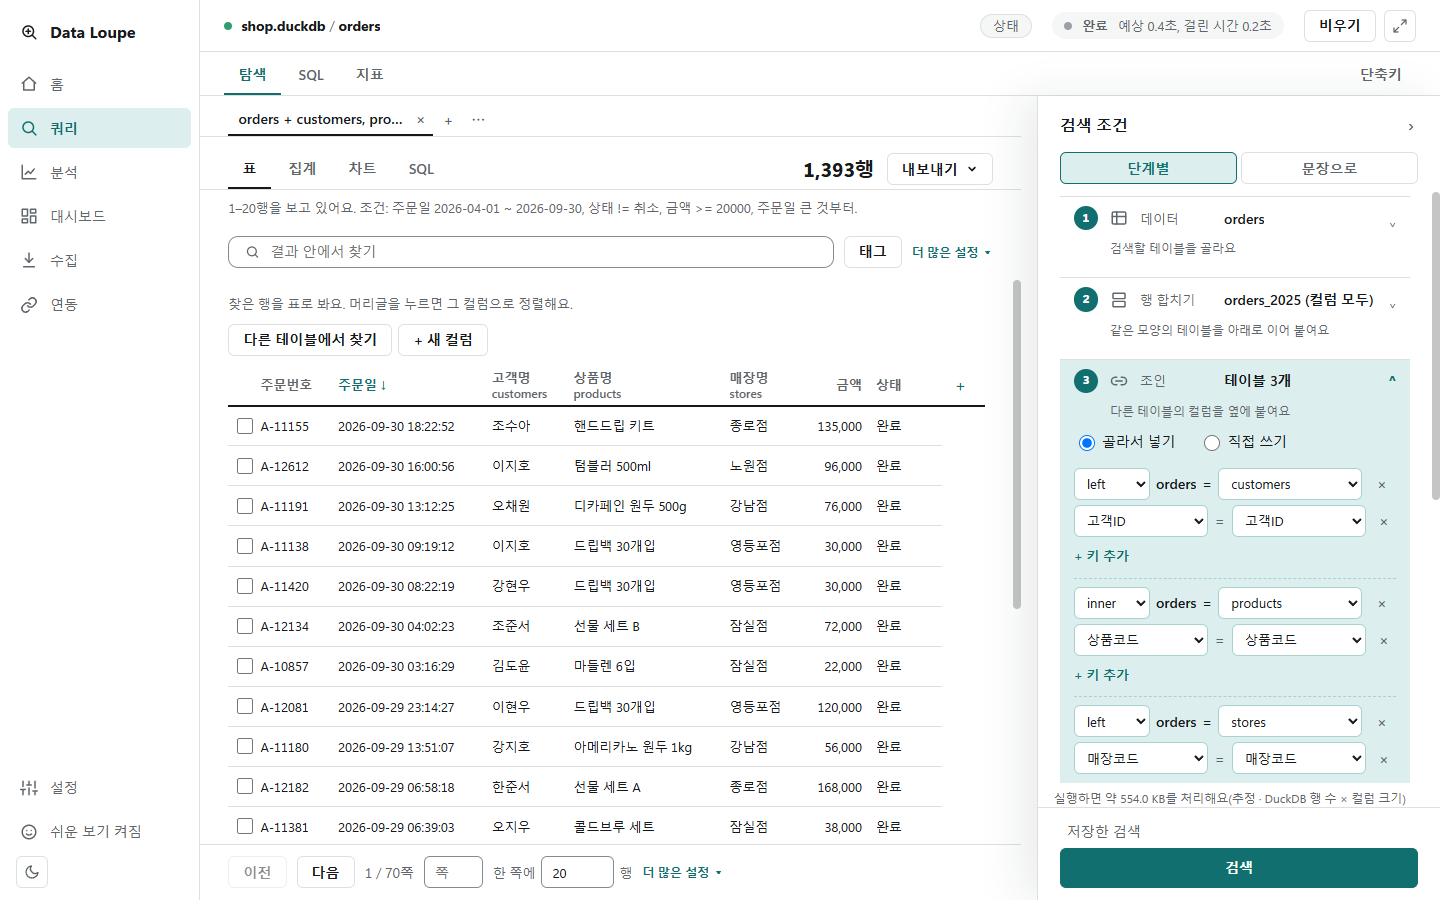 Data Loupe
홈
쿼리
분석
대시보드
수집
연동
설정
쉬운 보기 켜짐
shop.duckdb / orders
상태
완료 예상 0.4초, 걸린 시간 0.2초
비우기
탐색 SQL 지표
단축키
orders + customers, pro... × + ⋯
표 집계 차트 SQL
1,393행
내보내기
1–20행을 보고 있어요. 조건: 주문일 2026-04-01 ~ 2026-09-30, 상태 != 취소, 금액 >= 20000, 주문일 큰 것부터.
결과 안에서 찾기
태그
더 많은 설정
찾은 행을 표로 봐요. 머리글을 누르면 그 컬럼으로 정렬해요.
다른 테이블에서 찾기
+ 새 컬럼
주문번호 주문일 ↓ 고객명 customers 상품명 products 매장명 stores 금액 상태 +
A-11155 2026-09-30 18:22:52 조수아 핸드드립 키트 종로점 135,000 완료
A-12612 2026-09-30 16:00:56 이지호 텀블러 500ml 노원점 96,000 완료
A-11191 2026-09-30 13:12:25 오채원 디카페인 원두 500g 강남점 76,000 완료
A-11138 2026-09-30 09:19:12 이지호 드립백 30개입 영등포점 30,000 완료
A-11420 2026-09-30 08:22:19 강현우 드립백 30개입 영등포점 30,000 완료
A-12134 2026-09-30 04:02:23 조준서 선물 세트 B 잠실점 72,000 완료
A-10857 2026-09-30 03:16:29 김도윤 마들렌 6입 잠실점 22,000 완료
A-12081 2026-09-29 23:14:27 이현우 드립백 30개입 영등포점 120,000 완료
A-11180 2026-09-29 13:51:07 강지호 아메리카노 원두 1kg 강남점 56,000 완료
A-12182 2026-09-29 06:58:18 한준서 선물 세트 A 종로점 168,000 완료
A-11381 2026-09-29 06:39:03 오지우 콜드브루 세트 잠실점 38,000 완료
이전 다음 1 / 70쪽 쪽 한 쪽에 20 행 더 많은 설정
검색 조건
단계별 문장으로
1 데이터 orders
검색할 테이블을 골라요
2 행 합치기 orders_2025 (컬럼 모두)
같은 모양의 테이블을 아래로 이어 붙여요
3 조인 테이블 3개
다른 테이블의 컬럼을 옆에 붙여요
골라서 넣기 직접 쓰기
left orders = customers ×
고객ID = 고객ID ×
+ 키 추가
inner orders = products ×
상품코드 = 상품코드 ×
+ 키 추가
left orders = stores ×
매장코드 = 매장코드 ×
실행하면 약 554.0 KB를 처리해요(추정 · DuckDB 행 수 × 컬럼 크기)
저장한 검색
검색